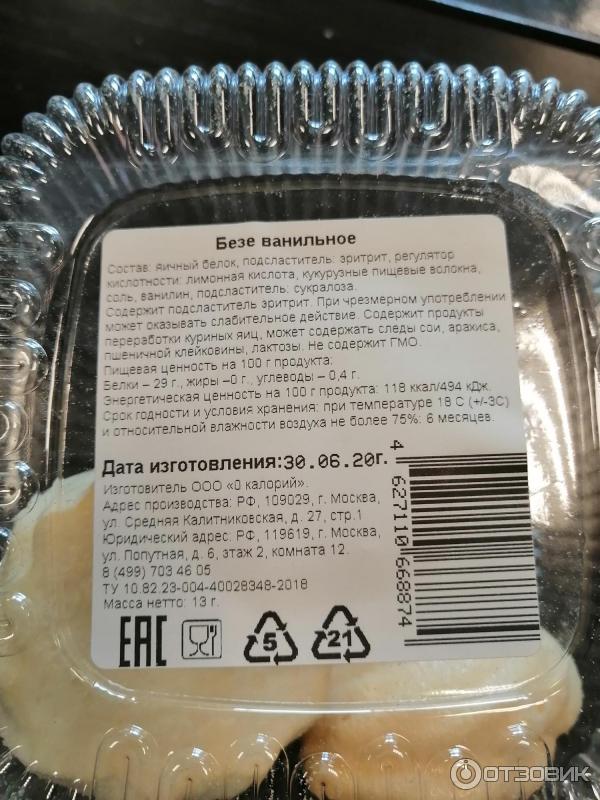 Безе ванильное
Состав: яичный белок, подсластитель: эритрит, регулятор
кислотности: лимонная кислота, кукурузные пищевые волокна,
соль, ванилин, подсластитель: сукралоза.
Содержит подсластитель эритрит. При чрезмерном употреблении
может оказывать слабительное действие. Содержит продукты
переработки куриных яиц, может содержать следы сои, арахиса,
пшеничной клейковины, лактозы. Не содержит ГМО.
Пищевая ценность на 100 г продукта:
Белки – 29 г., жиры –0 г., углеводы – 0,4 г.
Энергетическая ценность на 100 г продукта: 118 ккал/494 кДж.
Срок годности и условия хранения: при температуре 18 С (+/-3С)
и относительной влажности воздуха не более 75%: 6 месяцев.
Дата изготовления:30.06.20г.
Изготовитель ООО «0 калорий».
Адрес производства: РФ, 109029, г. Москва,
ул. Средняя Калитниковская, д. 27, стр.1
Юридический адрес: РФ, 119619, г. Москва,
ул. Попутная, д. 6, этаж 2, комната 12.
8 (499) 703 46 05
ТУ 10.82.23-004-40028348-2018
Масса нетто: 13 г.
4 627110 668874
EAC 5 21
ОТЗОВИК